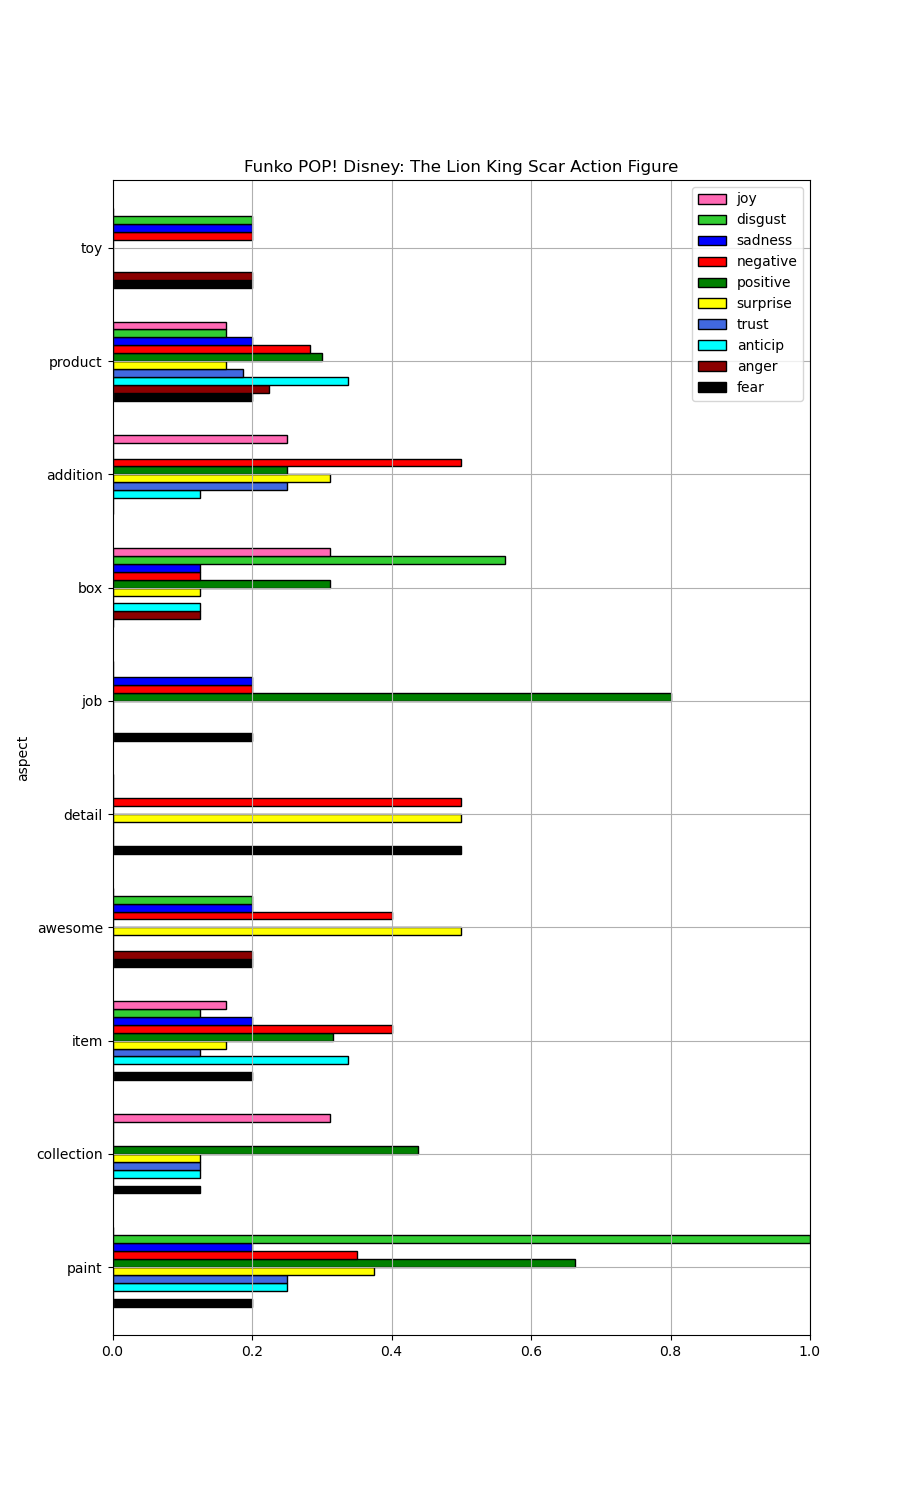 Funko POP! Disney: The Lion King Scar Action Figure
joy
disgust
sadness
negative
positive
surprise
trust
anticip
anger
fear
toy
product
addition
box
job
detail
awesome
item
collection
paint
aspect
0.0 0.2 0.4 0.6 0.8 1.0